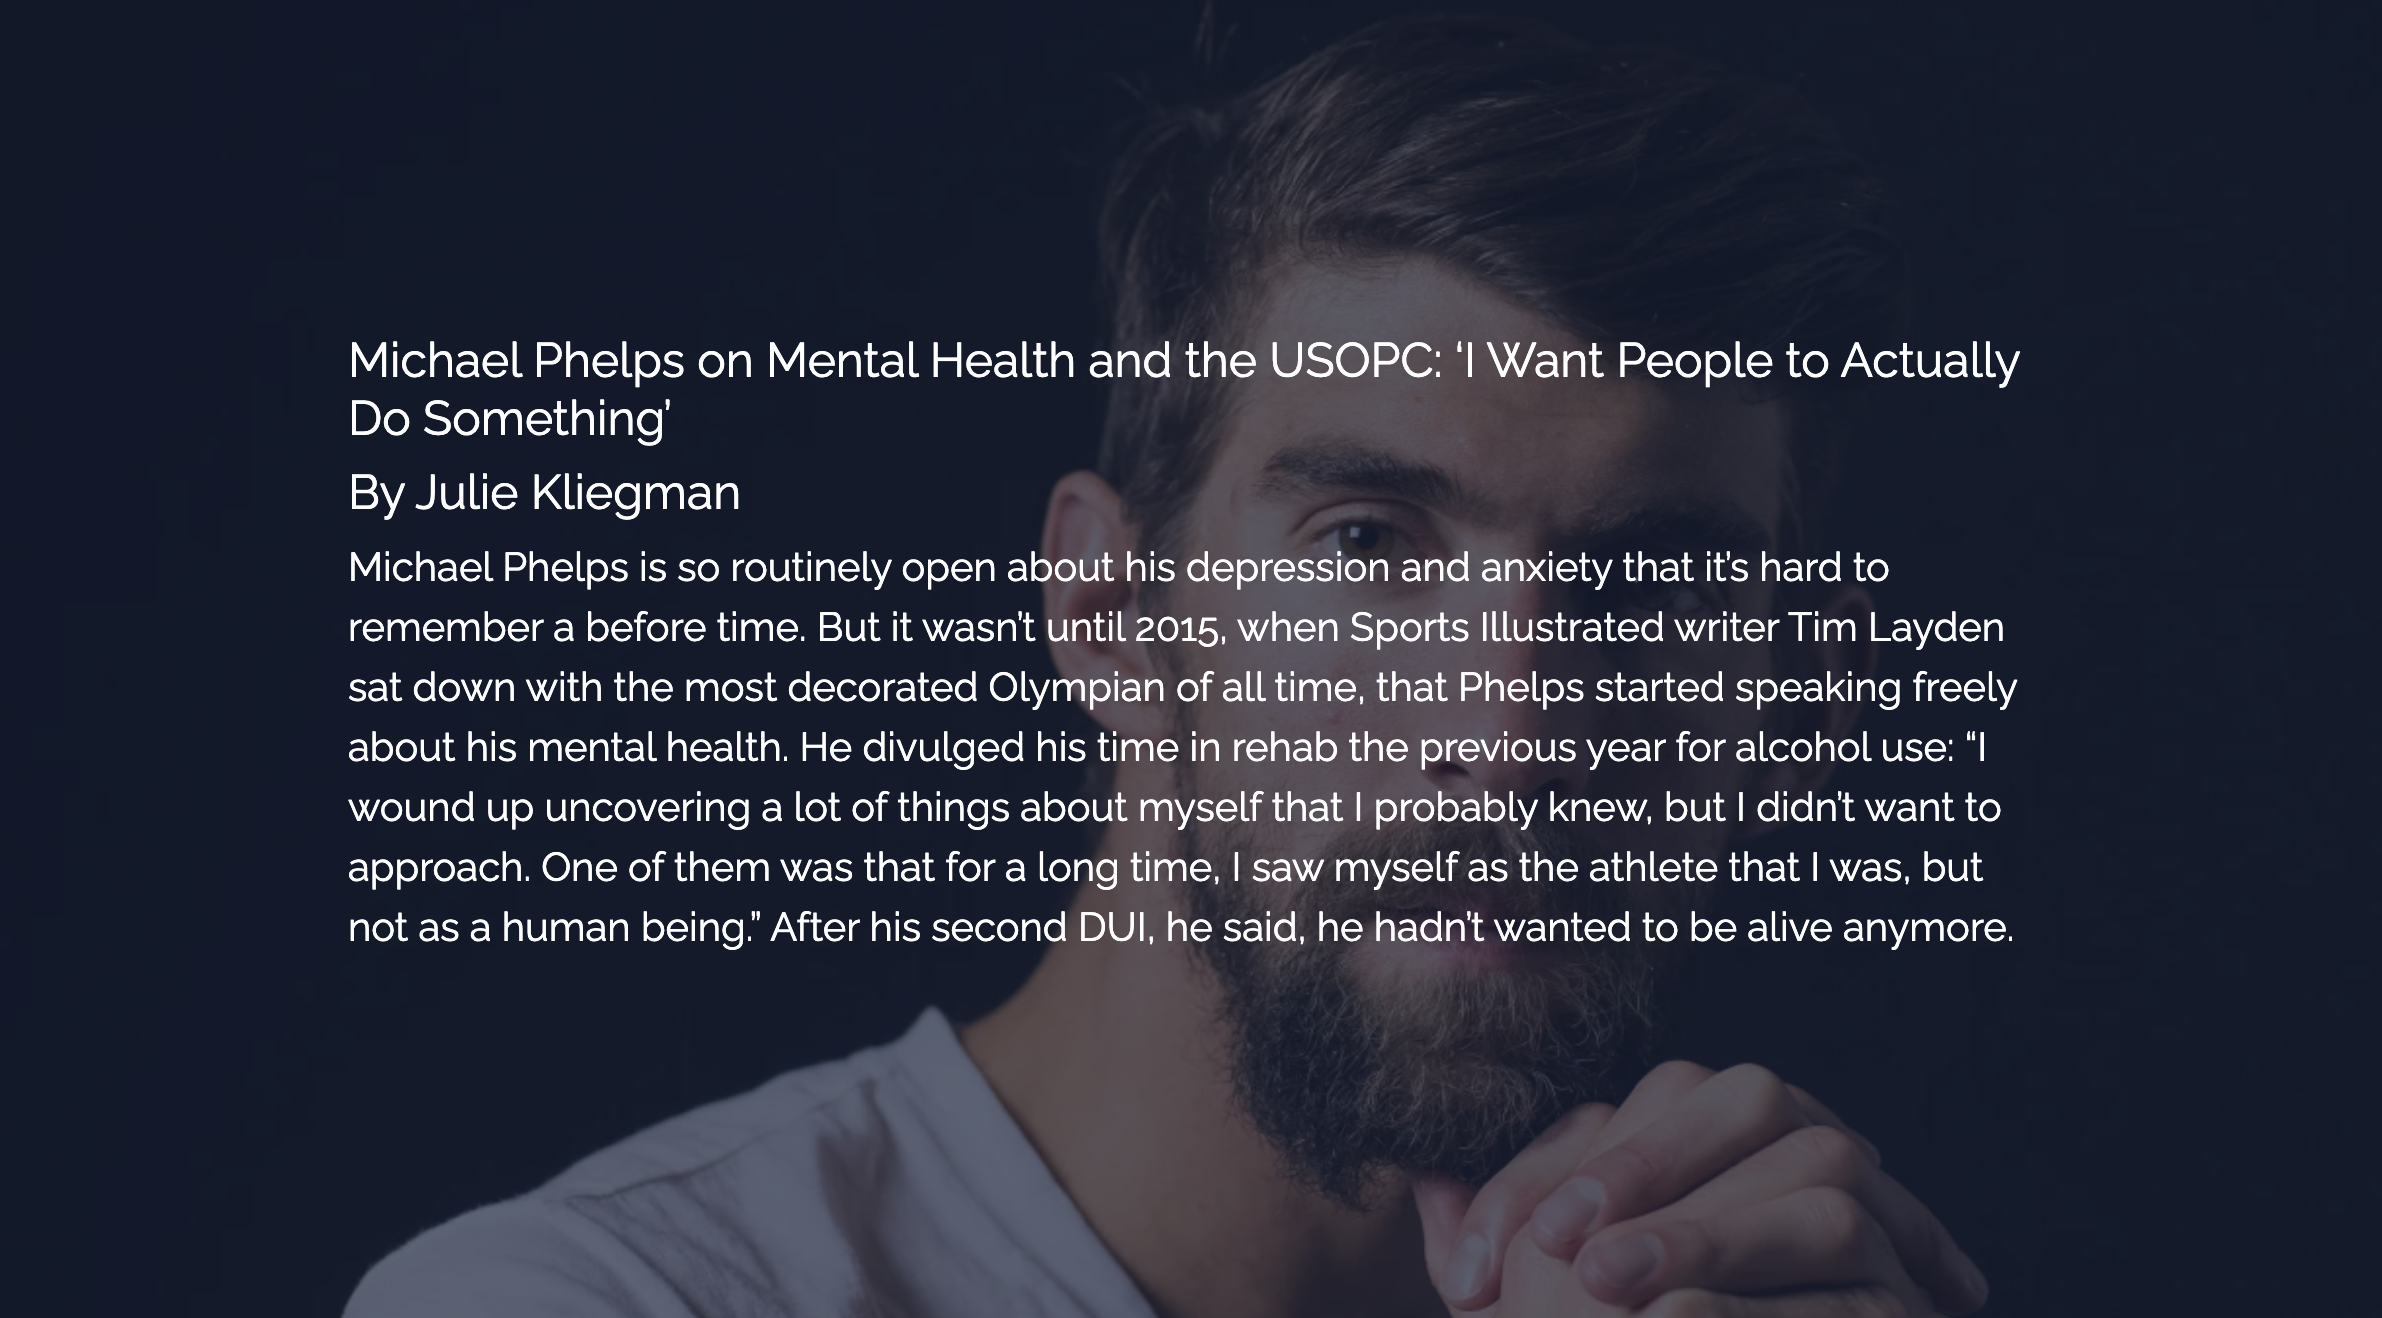 Michael Phelps on Mental Health and the USOPC: ‘I Want People to Actually
Do Something’
By Julie Kliegman
Michael Phelps is so routinely open about his depression and anxiety that it’s hard to
remember a before time. But it wasn’t until 2015, when Sports Illustrated writer Tim Layden
sat down with the most decorated Olympian of all time, that Phelps started speaking freely
about his mental health. He divulged his time in rehab the previous year for alcohol use: “I
wound up uncovering a lot of things about myself that I probably knew, but I didn’t want to
approach. One of them was that for a long time, I saw myself as the athlete that I was, but
not as a human being.” After his second DUI, he said, he hadn’t wanted to be alive anymore.